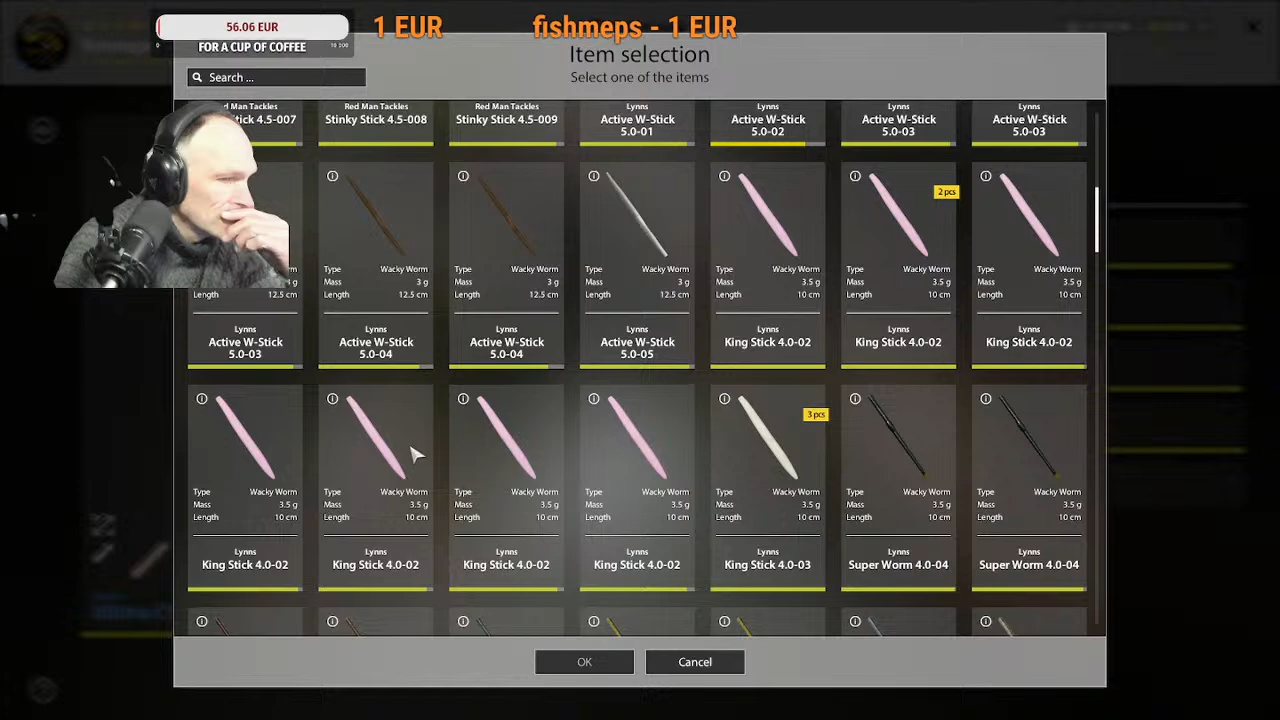 56.06 EUR
FOR A CUP OF COFFEE
1 EUR
fishmeps - 1 EUR
Item selection
Select one of the items
Search ...
Red Man Tackles Red Man Tackles Lynns Lynns Lynns Lynns
4.5-007 Stinky Stick 4.5-008 Stinky Stick 4.5-009 Active W-Stick Active W-Stick Active W-Stick Active W-Stick
5.0-01 5.0-02 5.0-03 5.0-03
2 pcs
Type Wacky Worm Type Wacky Worm Type Wacky Worm Type Wacky Worm Type Wacky Worm Type Wacky Worm
Mass 3 g Mass 3 g Mass 3 g Mass 3.5 g Mass 3.5 g Mass 3.5 g
12.5 cm Length 12.5 cm Length 12.5 cm Length 12.5 cm Length 10 cm Length 10 cm Length 10 cm
Lynns Lynns Lynns Lynns Lynns Lynns Lynns
Active W-Stick Active W-Stick Active W-Stick Active W-Stick King Stick 4.0-02 King Stick 4.0-02 King Stick 4.0-02
5.0-03 5.0-04 5.0-04 5.0-05
3 pcs
Type Wacky Worm Type Wacky Worm Type Wacky Worm Type Wacky Worm Type Wacky Worm Type Wacky Worm Type Wacky Worm
Mass 3.5 g Mass 3.5 g Mass 3.5 g Mass 3.5 g Mass 3.5 g Mass 3.5 g Mass 3.5 g
Length 10 cm Length 10 cm Length 10 cm Length 10 cm Length 10 cm Length 10 cm Length 10 cm
Lynns Lynns Lynns Lynns Lynns Lynns Lynns
King Stick 4.0-02 King Stick 4.0-02 King Stick 4.0-02 King Stick 4.0-02 King Stick 4.0-03 Super Worm 4.0-04 Super Worm 4.0-04
OK Cancel